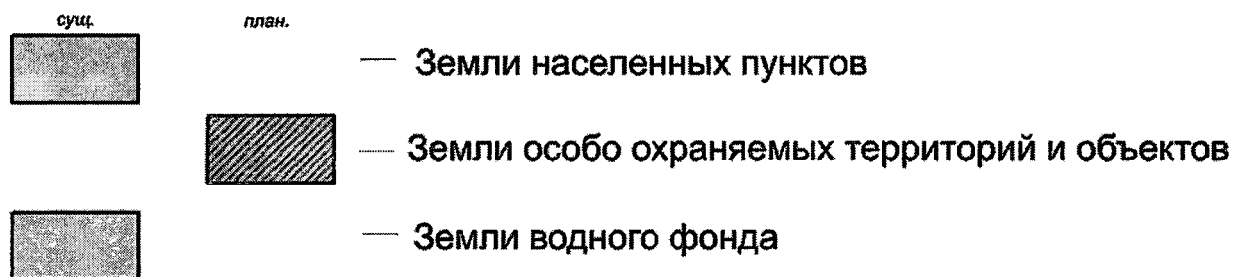 сущ. план.
— Земли населенных пунктов
— Земли особо охраняемых территорий и объектов
— Земли водного фонда